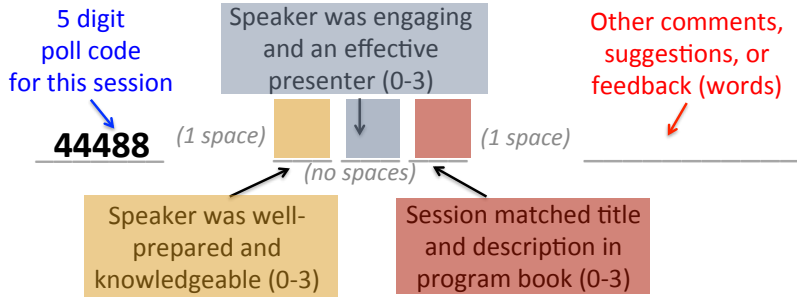 5 digit
poll code
for this session
Speaker was engaging
and an effective
presenter (0-3)
Other comments,
suggestions, or
feedback (words)
44488
(1 space)
(no spaces)
(1 space)
Speaker was well-
prepared and
knowledgeable (0-3)
Session matched title
and description in
program book (0-3)